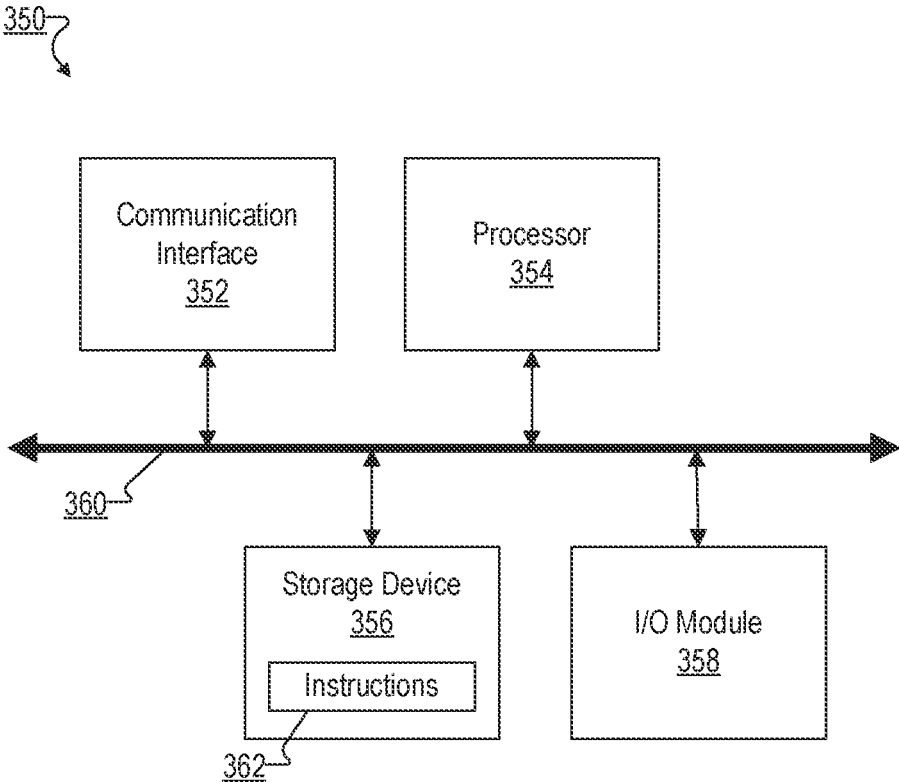 350
Communication
Interface
352
Processor
354
360
Storage Device
356
Instructions
362
I/O Module
358